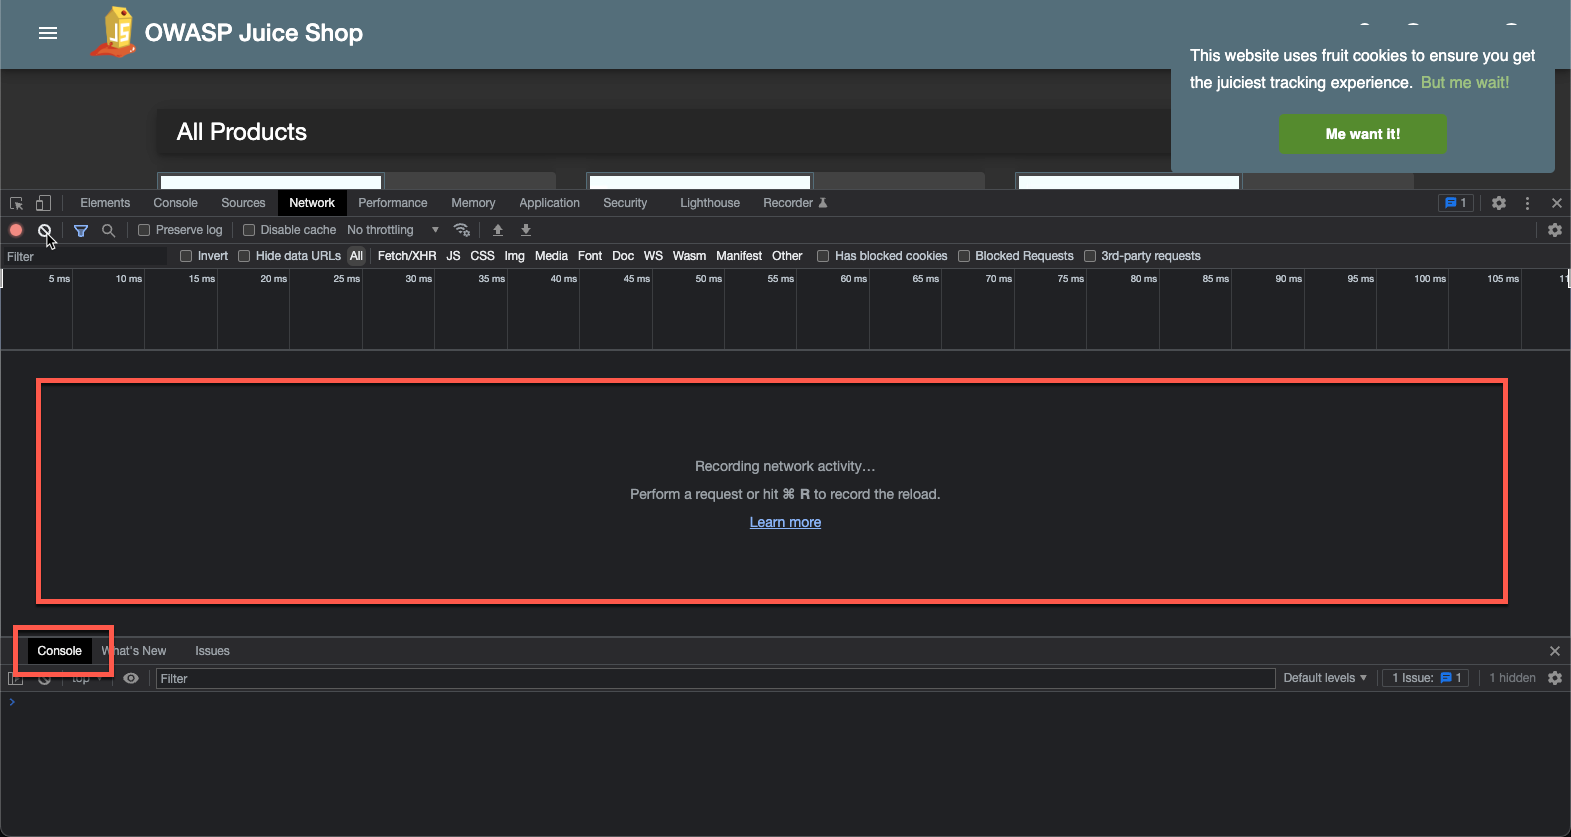 JS
OWASP Juice Shop
This website uses fruit cookies to ensure you get
the juiciest tracking experience. But me wait!
Me want it!
All Products
Elements Console Sources Network Performance Memory Application Security Lighthouse Recorder 1
Preserve log Disable cache No throttling
Filter Invert Hide data URLs All Fetch/XHR JS CSS Img Media Font Doc WS Wasm Manifest Other Has blocked cookies Blocked Requests 3rd-party requests
5 ms 10 ms 15 ms 20 ms 25 ms 30 ms 35 ms 40 ms 45 ms 50 ms 55 ms 60 ms 65 ms 70 ms 75 ms 80 ms 85 ms 90 ms 95 ms 100 ms 105 ms
Recording network activity…
Perform a request or hit ⌘ R to record the reload.
Learn more
Console What's New Issues
top Filter Default levels 1 Issue: 1 1 hidden